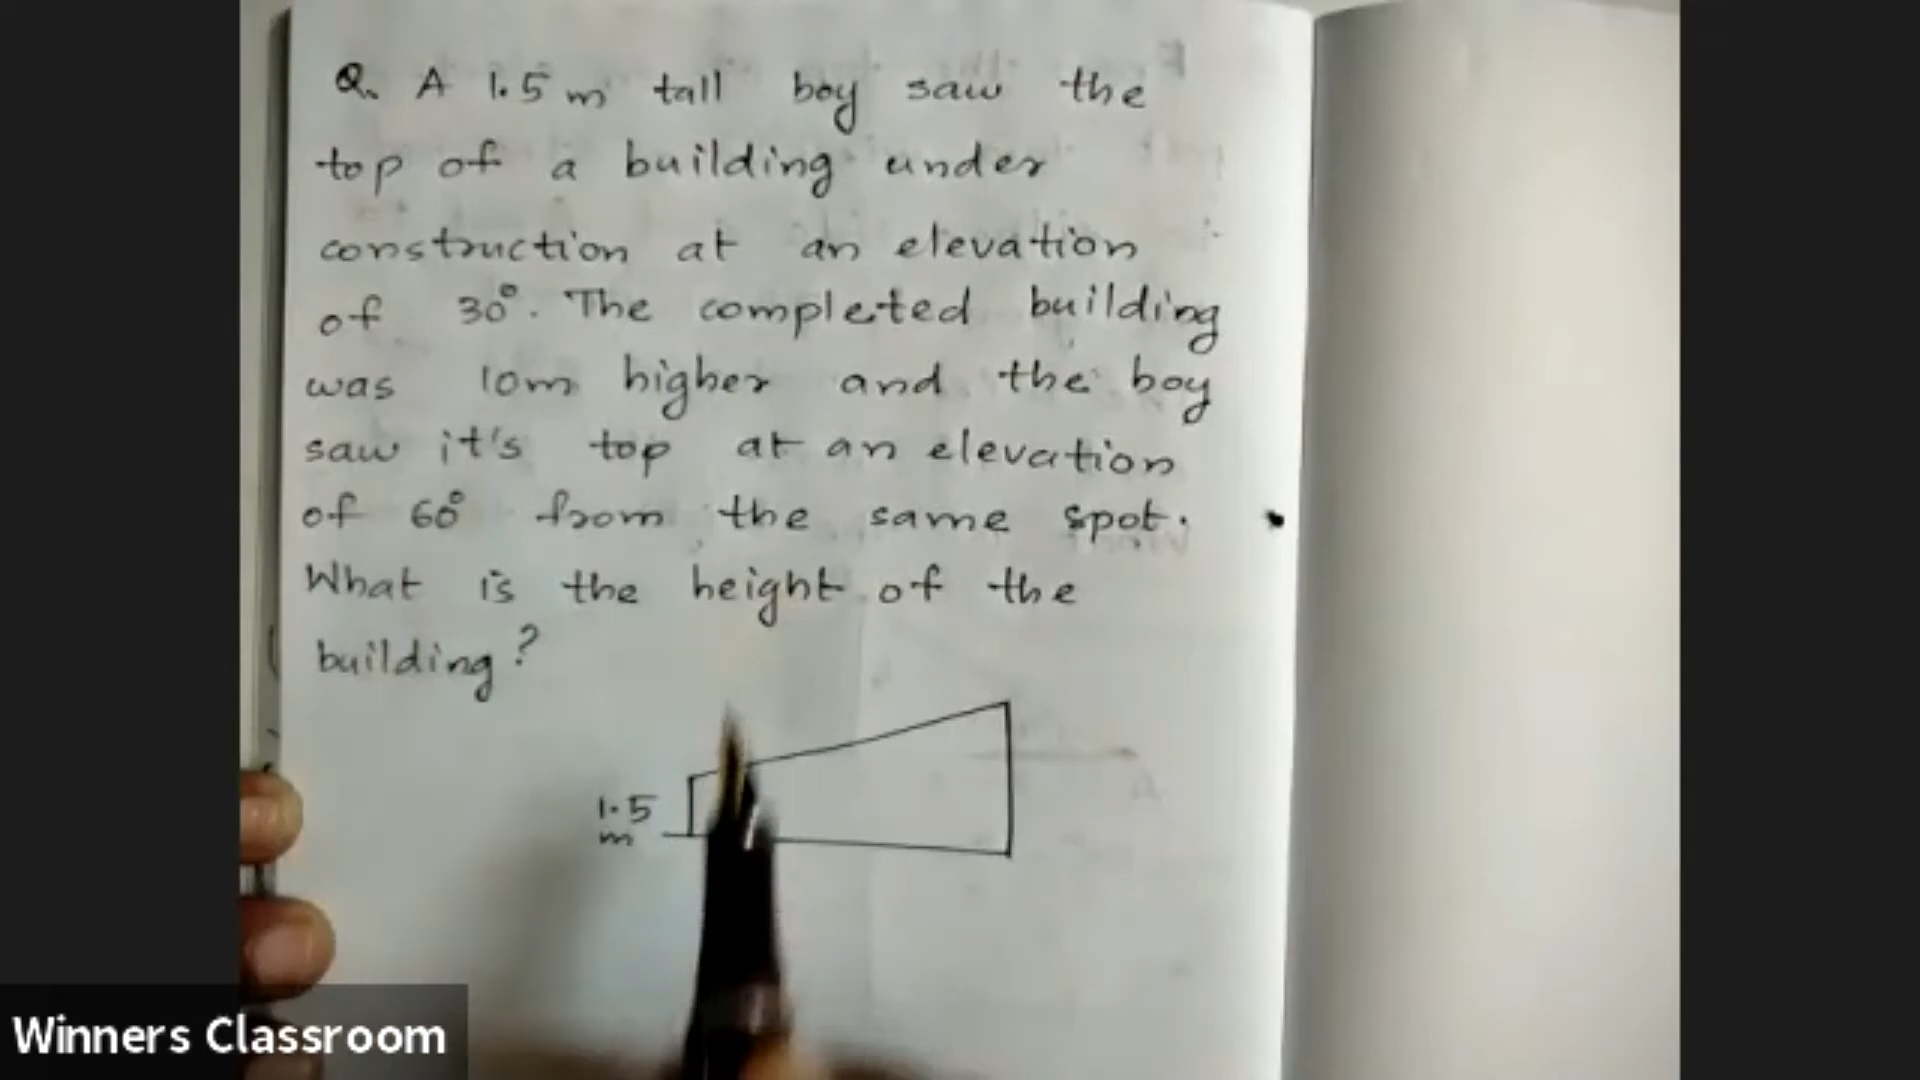 Q. A 1.5 m tall boy saw the
top of a building under
construction at an elevation
of 30°. The completed building
was 10m higher and the boy
saw it's top at an elevation
of 60° from the same spot.
What is the height of the
building?
1.5
m
Winners Classroom